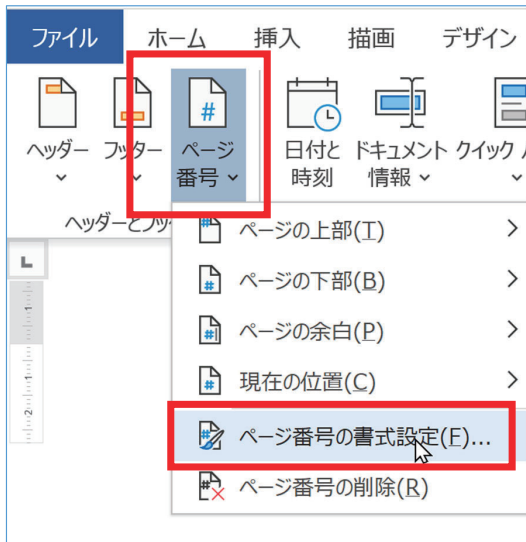 ファイル ホーム 挿入 描画 デザイン
ヘッダー フッター ページ番号 日付と時刻 ドキュメント情報 クイック
ヘッダーとフッ
ページの上部(T)
ページの下部(B)
ページの余白(P)
現在の位置(C)
ページ番号の書式設定(F)...
ページ番号の削除(R)
1
1
2